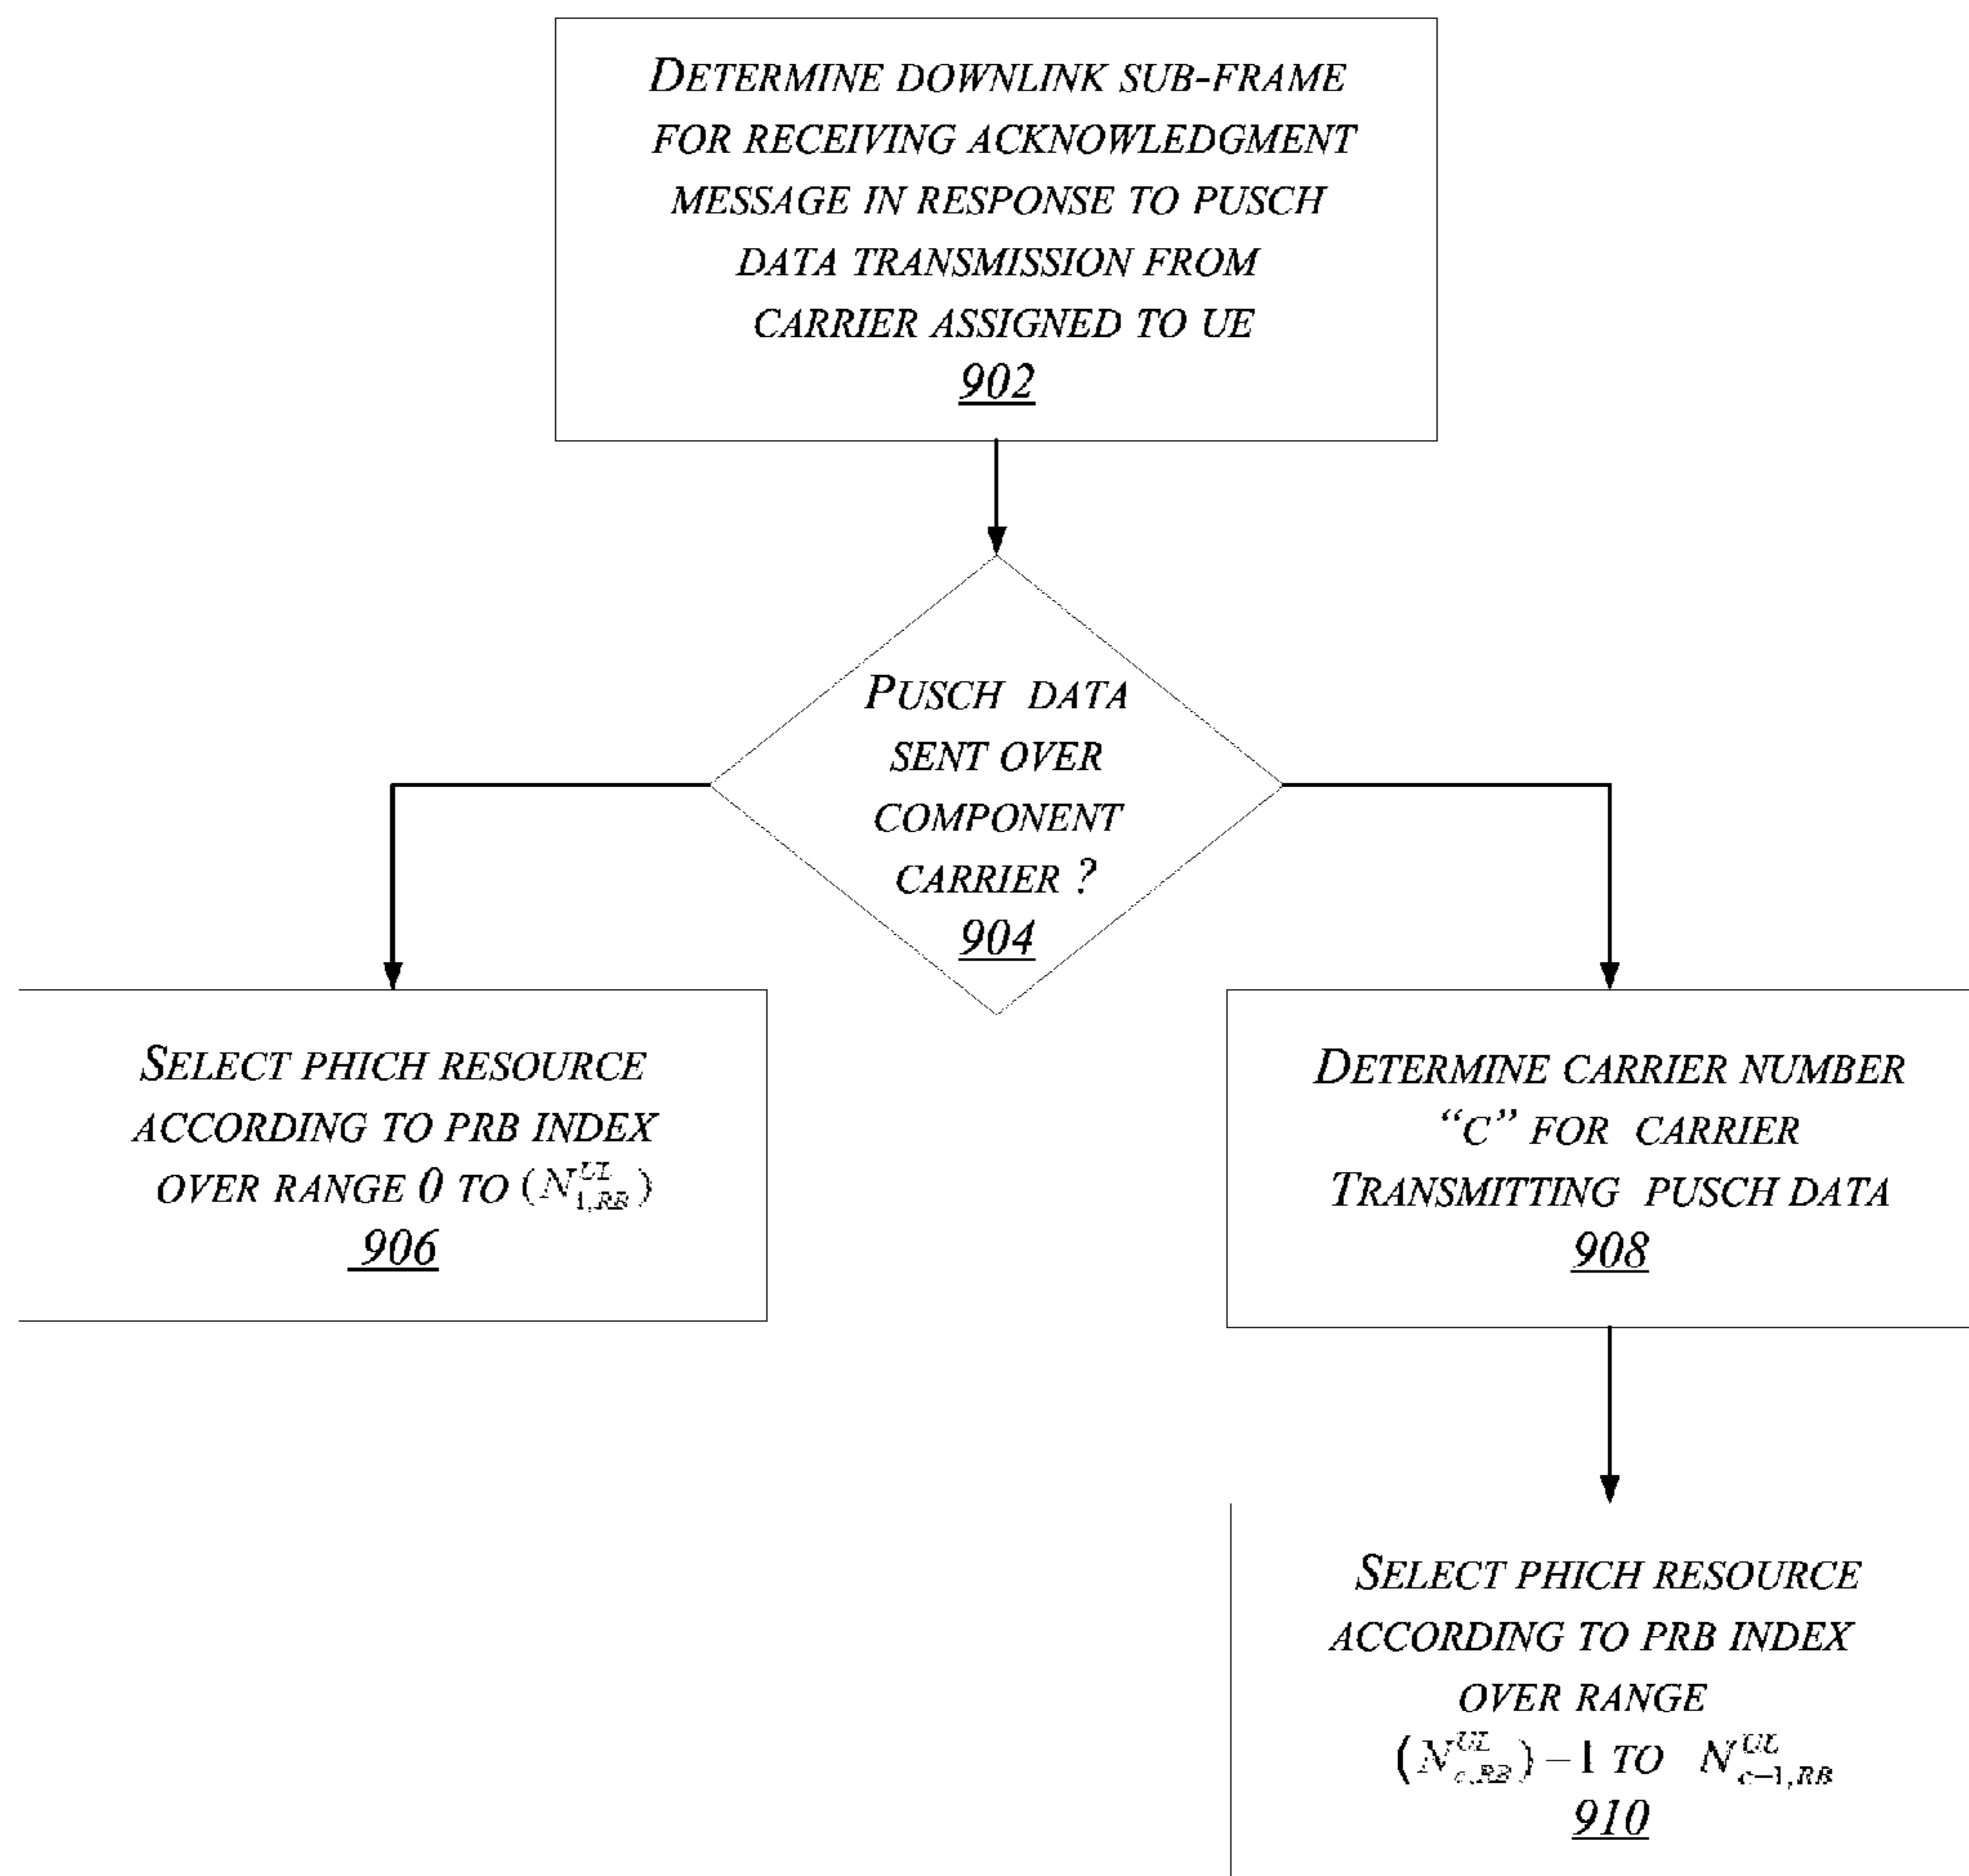 DETERMINE DOWNLINK SUB-FRAME
FOR RECEIVING ACKNOWLEDGMENT
MESSAGE IN RESPONSE TO PUSCH
DATA TRANSMISSION FROM
CARRIER ASSIGNED TO UE
902
PUSCH DATA
SENT OVER
COMPONENT
CARRIER ?
904
SELECT PHICH RESOURCE
ACCORDING TO PRB INDEX
OVER RANGE 0 TO (N^{UL}_{1,RB})
906
DETERMINE CARRIER NUMBER
“C” FOR CARRIER
TRANSMITTING PUSCH DATA
908
SELECT PHICH RESOURCE
ACCORDING TO PRB INDEX
OVER RANGE
(N^{UL}_{c,RB})−1 TO N^{UL}_{c−1,RB}
910